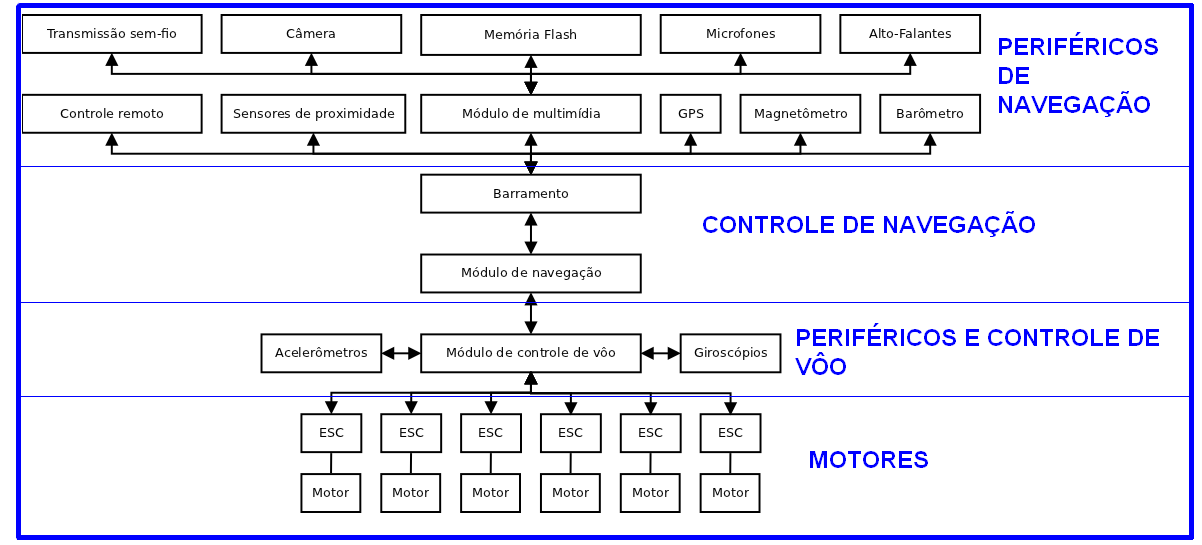 Transmissão sem-fio
Câmera
Memória Flash
Microfones
Alto-Falantes
PERIFÉRICOS
DE
NAVEGAÇÃO
Controle remoto
Sensores de proximidade
Módulo de multimídia
GPS
Magnetômetro
Barômetro
Barramento
CONTROLE DE NAVEGAÇÃO
Módulo de navegação
Acelerômetros
Módulo de controle de vôo
Giroscópios
PERIFÉRICOS E CONTROLE DE
VÔO
ESC
ESC
ESC
ESC
ESC
ESC
MOTORES
Motor
Motor
Motor
Motor
Motor
Motor